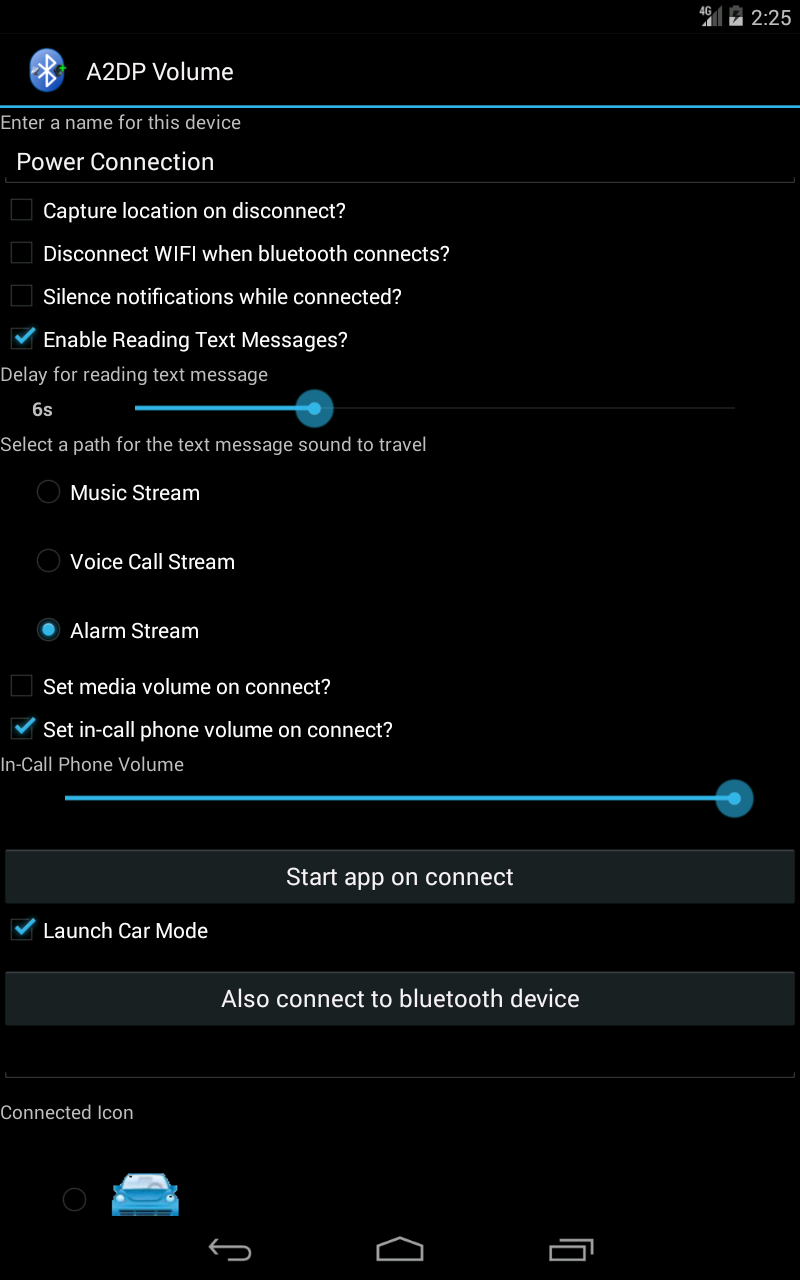 4G 2:25
A2DP Volume
Enter a name for this device
Power Connection
Capture location on disconnect?
Disconnect WIFI when bluetooth connects?
Silence notifications while connected?
Enable Reading Text Messages?
Delay for reading text message
6s
Select a path for the text message sound to travel
Music Stream
Voice Call Stream
Alarm Stream
Set media volume on connect?
Set in-call phone volume on connect?
In-Call Phone Volume
Start app on connect
Launch Car Mode
Also connect to bluetooth device
Connected Icon